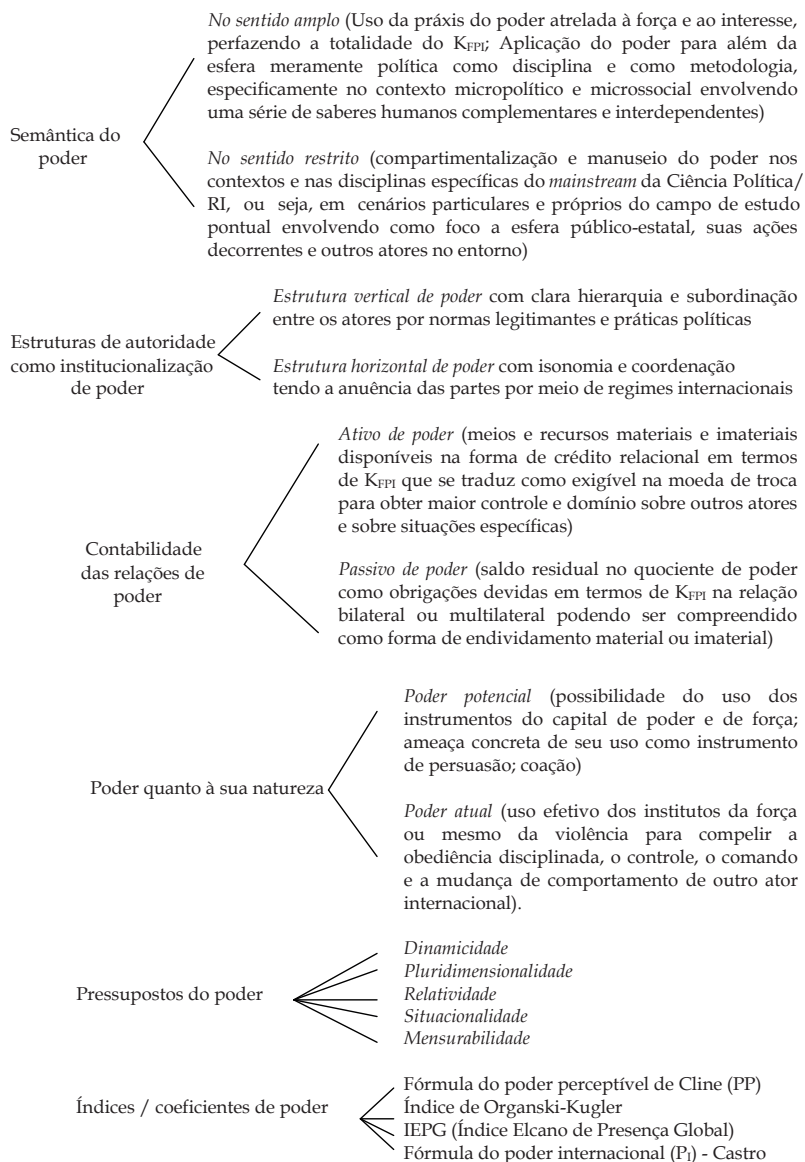 No sentido amplo (Uso da práxis do poder atrelada à força e ao interesse,
perfazendo a totalidade do KFPI; Aplicação do poder para além da
esfera meramente política como disciplina e como metodologia,
especificamente no contexto micropolítico e microssocial envolvendo
uma série de saberes humanos complementares e interdependentes)
Semântica do
poder
No sentido restrito (compartimentalização e manuseio do poder nos
contextos e nas disciplinas específicas do mainstream da Ciência Política/
RI, ou seja, em cenários particulares e próprios do campo de estudo
pontual envolvendo como foco a esfera público-estatal, suas ações
decorrentes e outros atores no entorno)
Estrutura vertical de poder com clara hierarquia e subordinação
entre os atores por normas legitimantes e práticas políticas
Estruturas de autoridade
como institucionalização
de poder
Estrutura horizontal de poder com isonomia e coordenação
tendo a anuência das partes por meio de regimes internacionais
Ativo de poder (meios e recursos materiais e imateriais
disponíveis na forma de crédito relacional em termos
de KFPI que se traduz como exigível na moeda de troca
para obter maior controle e domínio sobre outros atores
e sobre situações específicas)
Contabilidade
das relações de
poder
Passivo de poder (saldo residual no quociente de poder
como obrigações devidas em termos de KFPI na relação
bilateral ou multilateral podendo ser compreendido
como forma de endividamento material ou imaterial)
Poder potencial (possibilidade do uso dos
instrumentos do capital de poder e de força;
ameaça concreta de seu uso como instrumento
de persuasão; coação)
Poder quanto à sua natureza
Poder atual (uso efetivo dos institutos da força
ou mesmo da violência para compelir a
obediência disciplinada, o controle, o comando
e a mudança de comportamento de outro ator
internacional).
Pressupostos do poder
Dinamicidade
Pluridimensionalidade
Relatividade
Situacionalidade
Mensurabilidade
Índices / coeficientes de poder
Fórmula do poder perceptível de Cline (PP)
Índice de Organski-Kugler
IEPG (Índice Elcano de Presença Global)
Fórmula do poder internacional (PI) - Castro